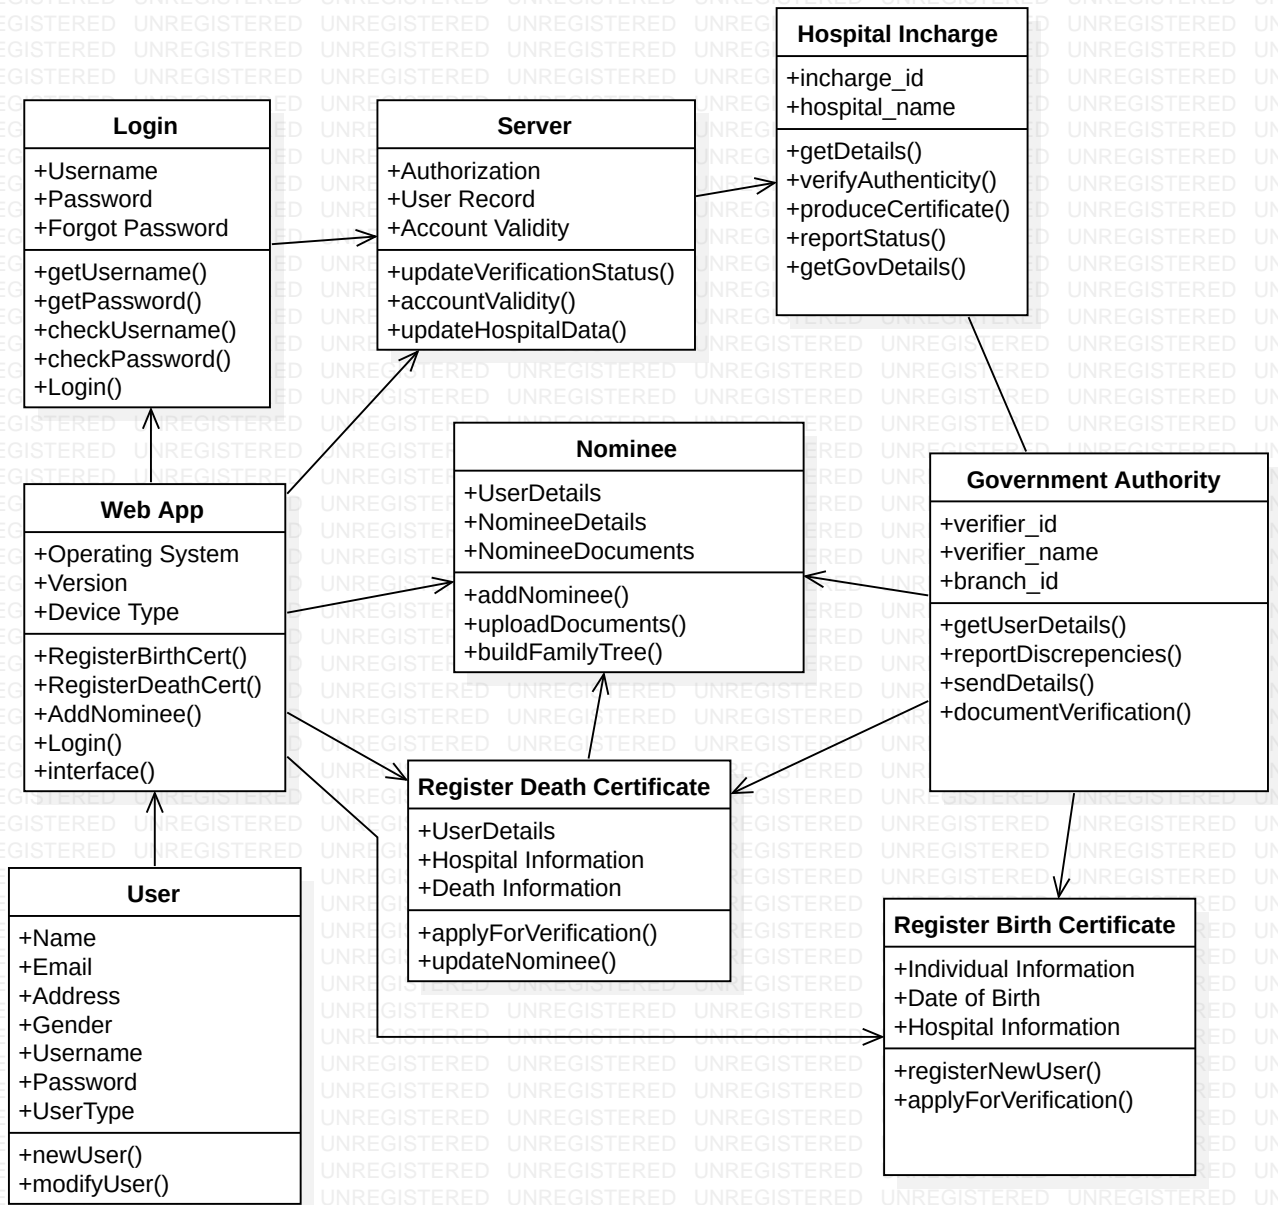 Hospital Incharge
+incharge_id
+hospital_name
+getDetails()
+verifyAuthenticity()
+produceCertificate()
+reportStatus()
+getGovDetails()
Login
+Username
+Password
+Forgot Password
+getUsername()
+getPassword()
+checkUsername()
+checkPassword()
+Login()
Server
+Authorization
+User Record
+Account Validity
+updateVerificationStatus()
+accountValidity()
+updateHospitalData()
Nominee
+UserDetails
+NomineeDetails
+NomineeDocuments
+addNominee()
+uploadDocuments()
+buildFamilyTree()
Government Authority
+verifier_id
+verifier_name
+branch_id
+getUserDetails()
+reportDiscrepencies()
+sendDetails()
+documentVerification()
Web App
+Operating System
+Version
+Device Type
+RegisterBirthCert()
+RegisterDeathCert()
+AddNominee()
+Login()
+interface()
Register Death Certificate
+UserDetails
+Hospital Information
+Death Information
+applyForVerification()
+updateNominee()
User
+Name
+Email
+Address
+Gender
+Username
+Password
+UserType
+newUser()
+modifyUser()
Register Birth Certificate
+Individual Information
+Date of Birth
+Hospital Information
+registerNewUser()
+applyForVerification()
UNREGISTERED